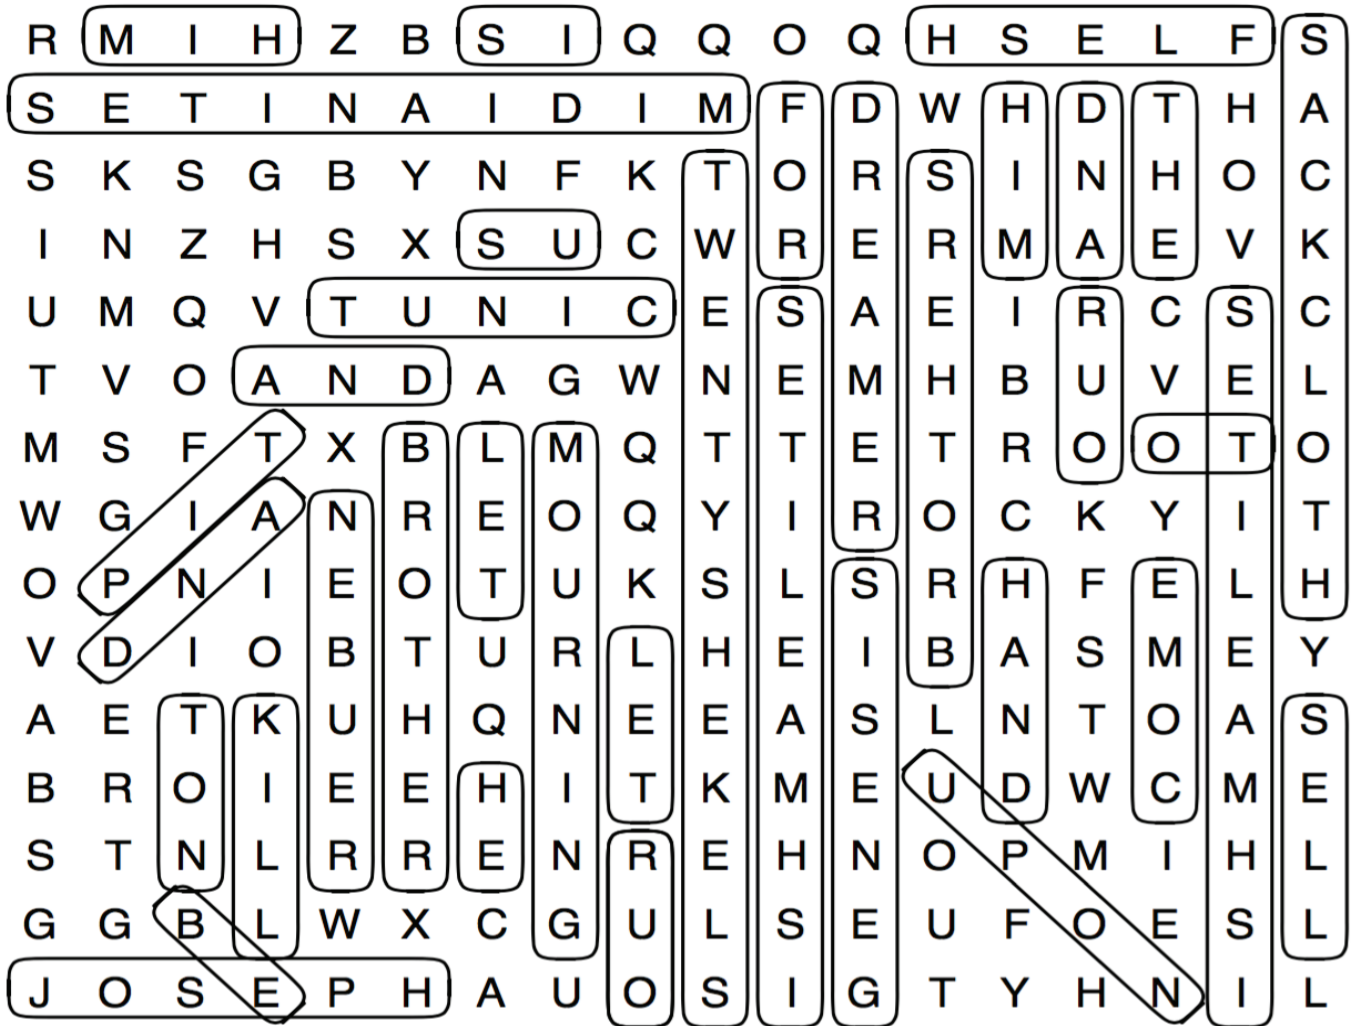 R M I H Z B S I Q Q O Q H S E L F S
S E T I N A I D I M F D W H D T H A
S K S G B Y N F K T O R S I N H O C
I N Z H S X S U C W R E R M A E V K
U M Q V T U N I C E S A E I R C S C
T V O A N D A G W N E M H B U V E L
M S F T X B L M Q T T E T R O O T O
W G I A N R E O Q Y I R O C K Y I T
O P N I E O T U K S L S R H F E L H
V D I O B T U R L H E I B A S M E Y
A E T K U H Q N E E A S L N T O A S
B R O I E E H I T K M E U D W C M E
S T N L R R E N R E H N O P M I H L
G G B L W X C G U L S E U F O E S L
J O S E P H A U O S I G T Y H N I L